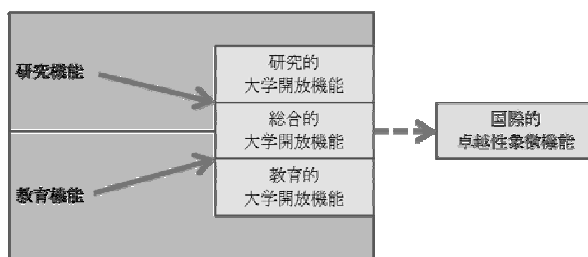 研究機能
研究的
大学開放機能
総合的
大学開放機能
国際的
卓越性象徴機能
教育機能
教育的
大学開放機能